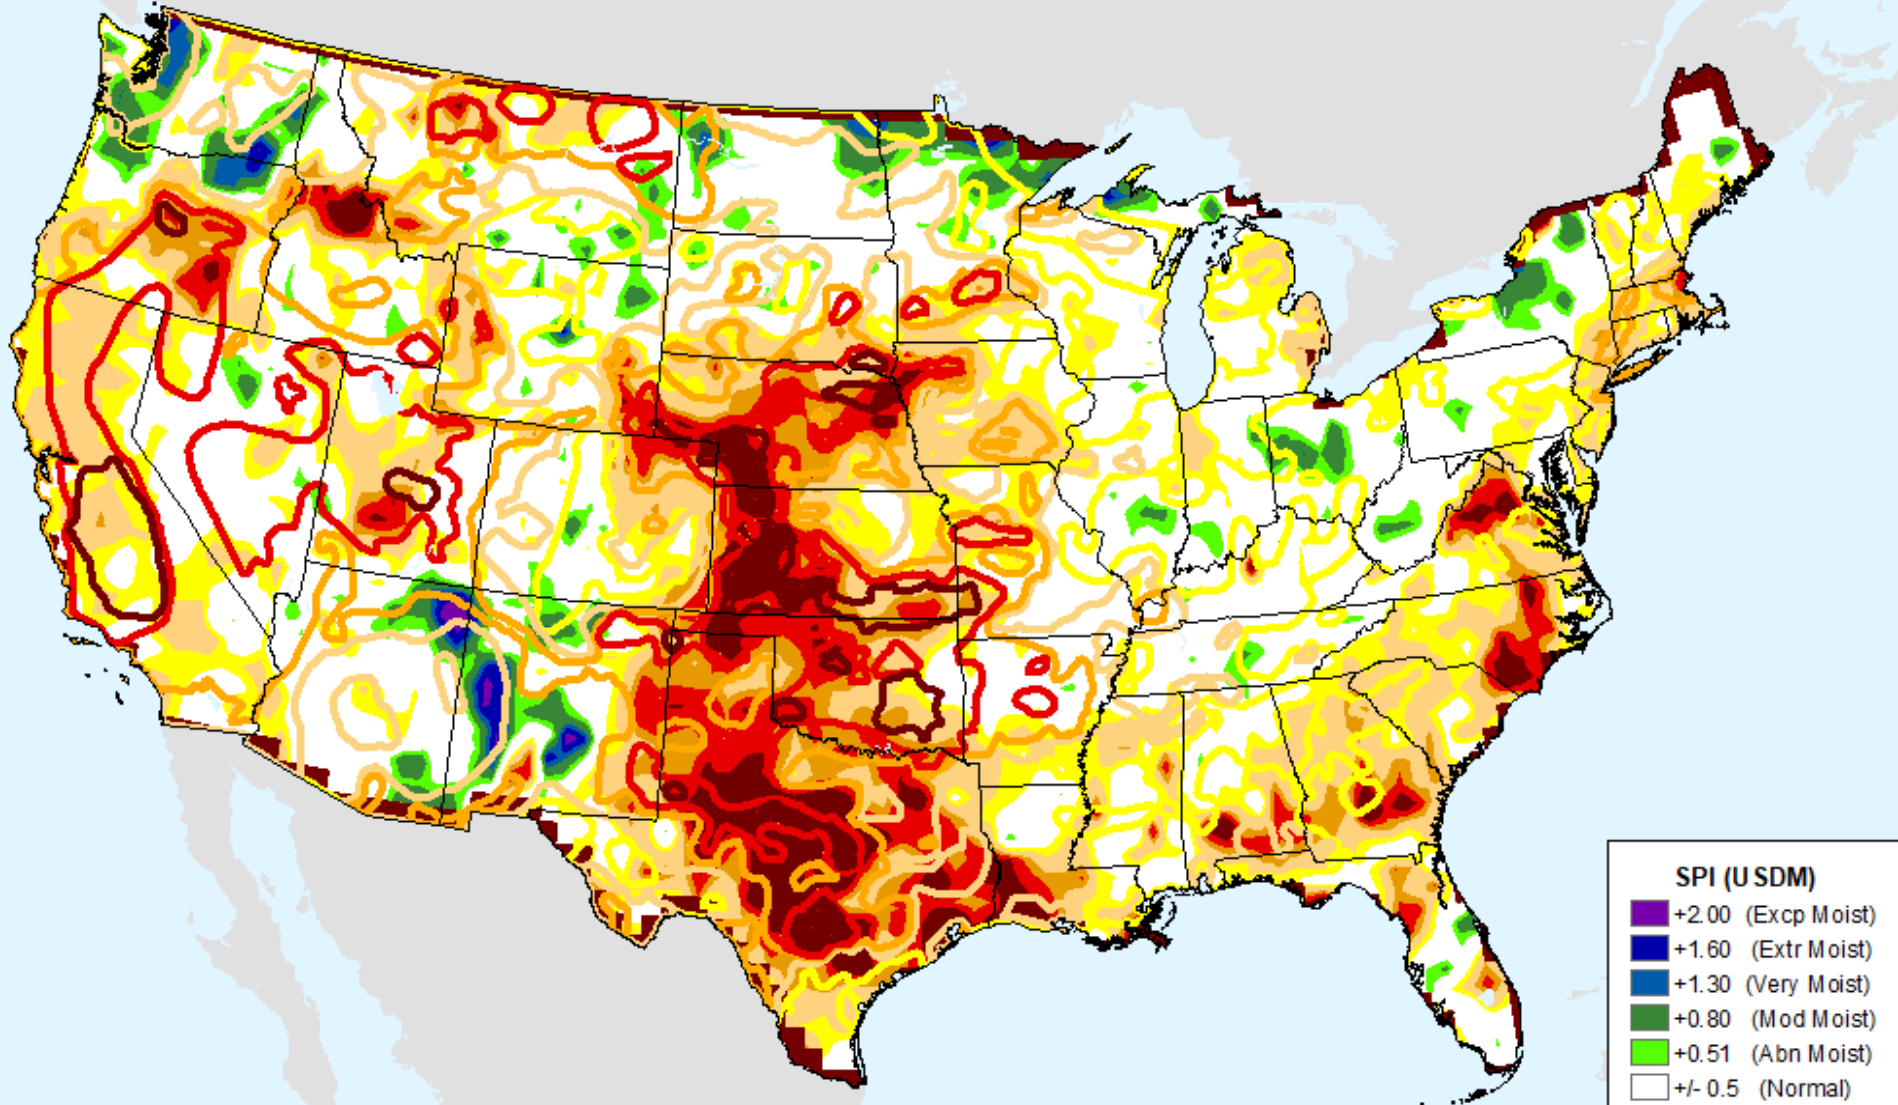 SPI (USDM)
+2.00 (Excp Moist)
+1.60 (Extr Moist)
+1.30 (Very Moist)
+0.80 (Mod Moist)
+0.51 (Abn Moist)
+/- 0.5 (Normal)